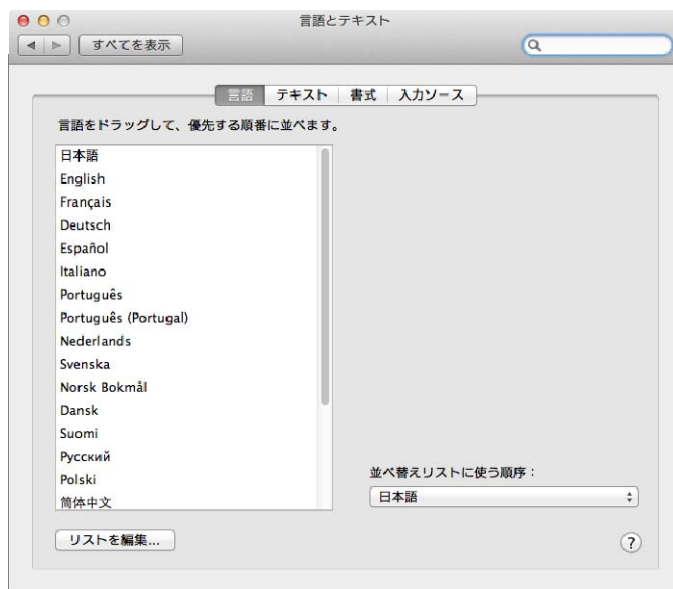 言語とテキスト
すべてを表示
言語 テキスト 書式 入力ソース
言語をドラッグして、優先する順番に並べます。
日本語
English
Français
Deutsch
Español
Italiano
Português
Português (Portugal)
Nederlands
Svenska
Norsk Bokmål
Dansk
Suomi
Русский
Polski
简体中文
並べ替えリストに使う順序：
日本語
リストを編集...
?